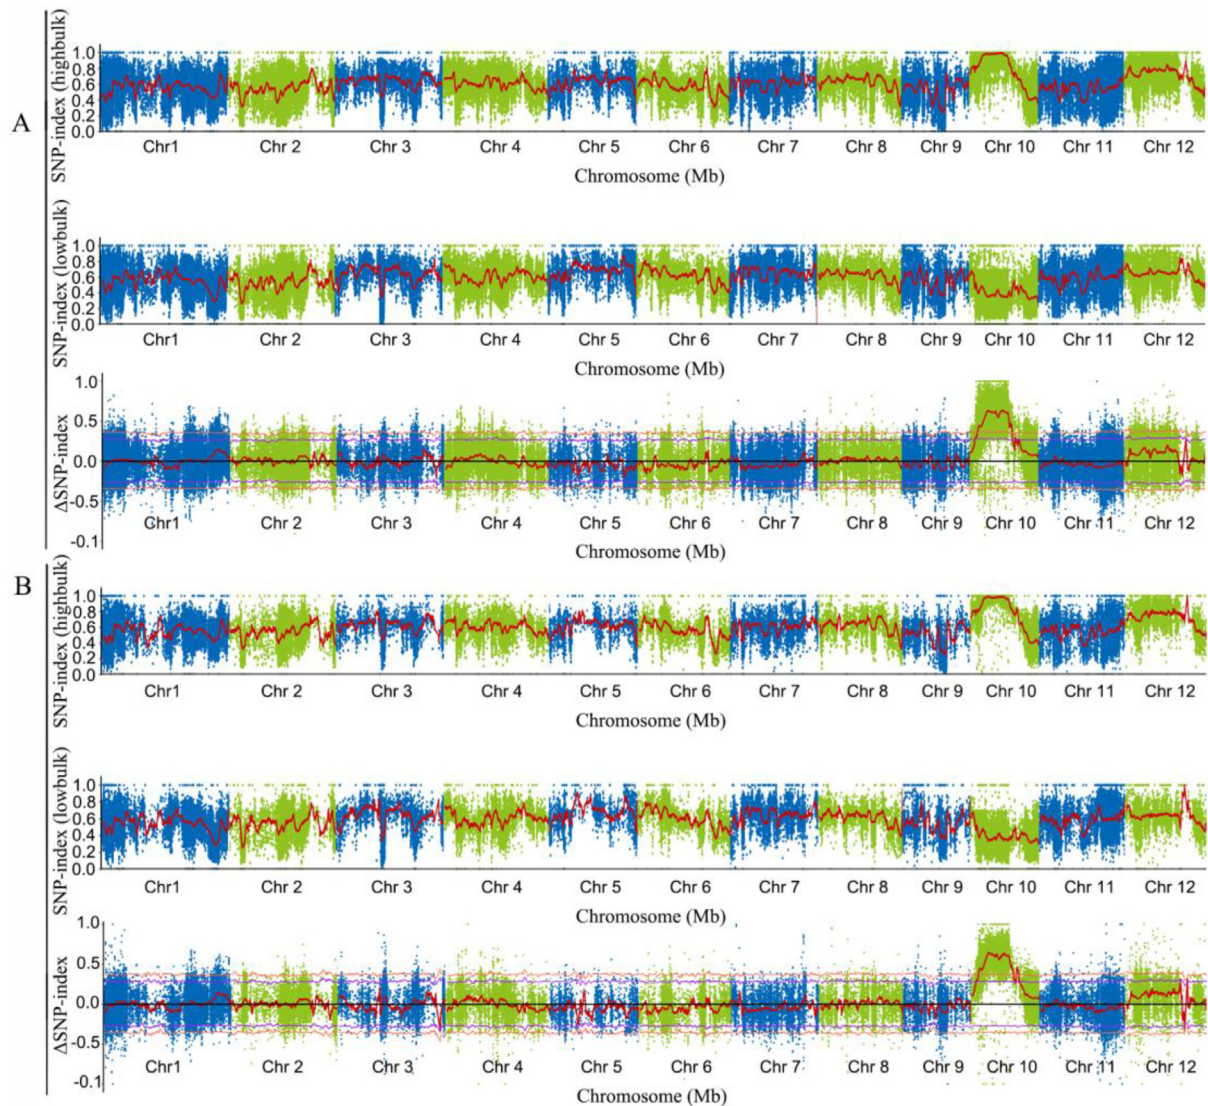 A
SNP-index (highbulk)
1.0
0.8
0.6
0.4
0.2
0.0
Chr1 Chr 2 Chr 3 Chr 4 Chr 5 Chr 6 Chr 7 Chr 8 Chr 9 Chr 10 Chr 11 Chr 12
Chromosome (Mb)
SNP-index (lowbulk)
1.0
0.8
0.6
0.4
0.2
0.0
Chr1 Chr 2 Chr 3 Chr 4 Chr 5 Chr 6 Chr 7 Chr 8 Chr 9 Chr 10 Chr 11 Chr 12
Chromosome (Mb)
ΔSNP-index
1.0
0.5
0.0
-0.5
-0.1
Chr1 Chr 2 Chr 3 Chr 4 Chr 5 Chr 6 Chr 7 Chr 8 Chr 9 Chr 10 Chr 11 Chr 12
Chromosome (Mb)
B
SNP-index (highbulk)
1.0
0.8
0.6
0.4
0.2
0.0
Chr1 Chr 2 Chr 3 Chr 4 Chr 5 Chr 6 Chr 7 Chr 8 Chr 9 Chr 10 Chr 11 Chr 12
Chromosome (Mb)
SNP-index (lowbulk)
1.0
0.8
0.6
0.4
0.2
0.0
Chr1 Chr 2 Chr 3 Chr 4 Chr 5 Chr 6 Chr 7 Chr 8 Chr 9 Chr 10 Chr 11 Chr 12
Chromosome (Mb)
ΔSNP-index
1.0
0.5
0.0
-0.5
-0.1
Chr1 Chr 2 Chr 3 Chr 4 Chr 5 Chr 6 Chr 7 Chr 8 Chr 9 Chr 10 Chr 11 Chr 12
Chromosome (Mb)